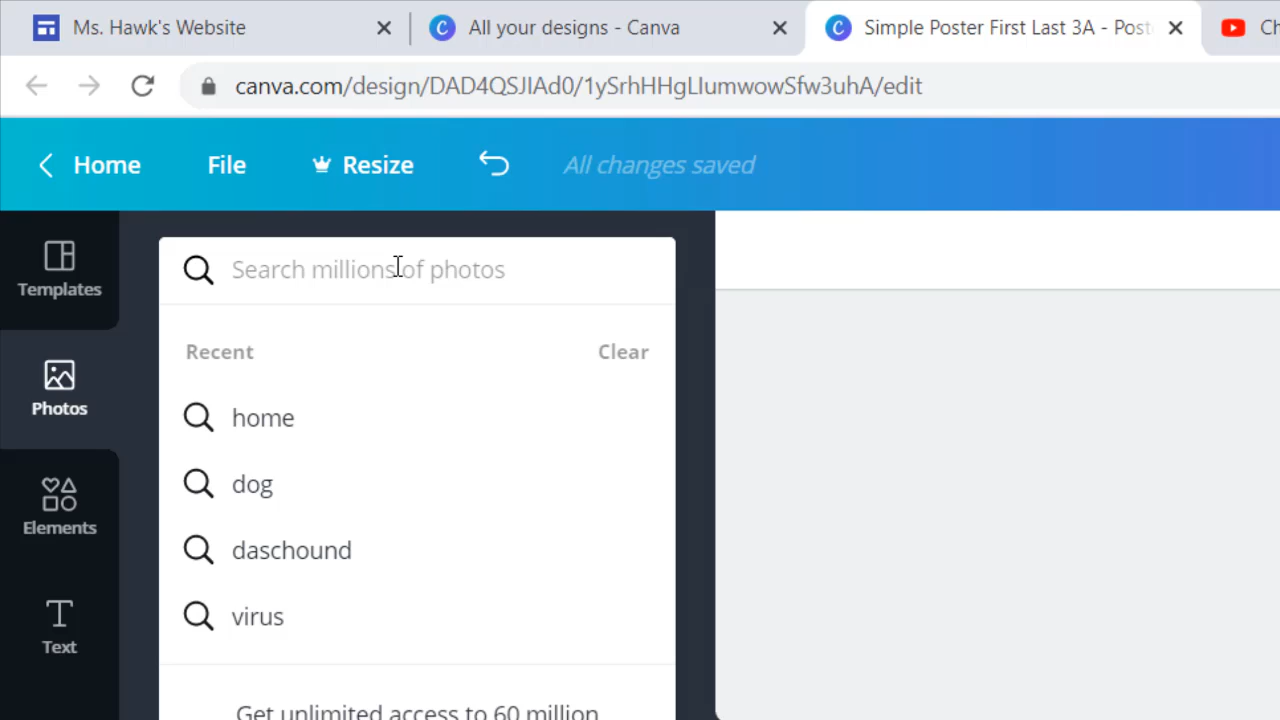 Ms. Hawk's Website
All your designs - Canva
Simple Poster First Last 3A - Post
Ch
canva.com/design/DAD4QSJIAd0/1ySrhHHgLIumwowSfw3uhA/edit
Home File Resize All changes saved
Templates
Photos
Elements
Text
Search millions of photos
Recent Clear
home
dog
daschound
virus
Get unlimited access to 60 million